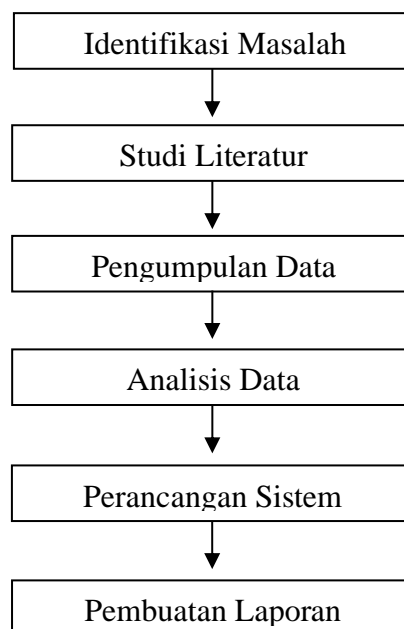 Identifikasi Masalah
Studi Literatur
Pengumpulan Data
Analisis Data
Perancangan Sistem
Pembuatan Laporan